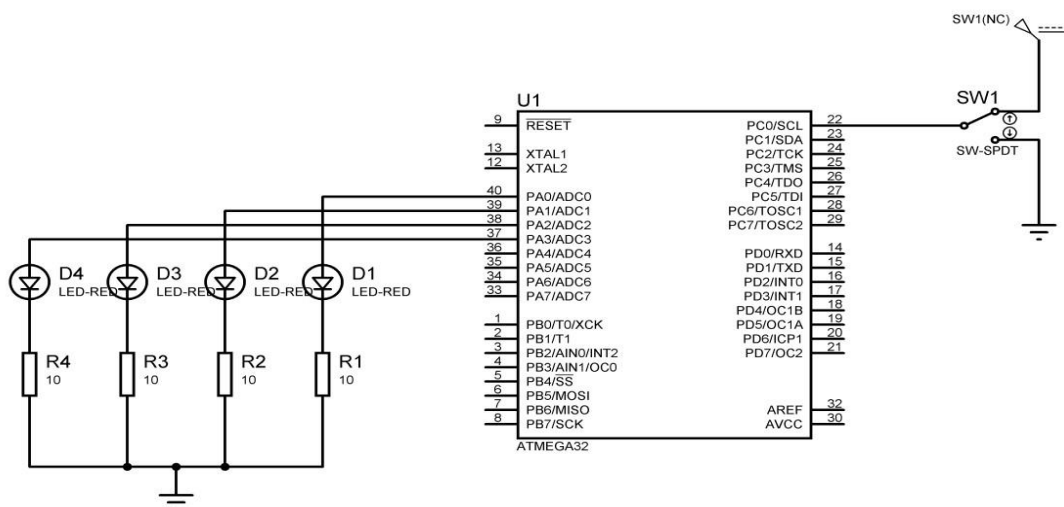 SW1(NC)
SW1
SW-SPDT
U1
9 RESET PC0/SCL 22
PC1/SDA 23
13 XTAL1 PC2/TCK 24
12 XTAL2 PC3/TMS 25
PC4/TDO 26
40 PA0/ADC0 PC5/TDI 27
39 PA1/ADC1 PC6/TOSC1 28
38 PA2/ADC2 PC7/TOSC2 29
37 PA3/ADC3
36 PA4/ADC4 PD0/RXD 14
35 PA5/ADC5 PD1/TXD 15
34 PA6/ADC6 PD2/INT0 16
33 PA7/ADC7 PD3/INT1 17
PD4/OC1B 18
1 PB0/T0/XCK PD5/OC1A 19
2 PB1/T1 PD6/ICP1 20
3 PB2/AIN0/INT2 PD7/OC2 21
4 PB3/AIN1/OC0
5 PB4/SS
6 PB5/MOSI
7 PB6/MISO AREF 32
8 PB7/SCK AVCC 30
ATMEGA32
D4 D3 D2 D1
LED-RED LED-RED LED-RED LED-RED
R4 R3 R2 R1
10 10 10 10